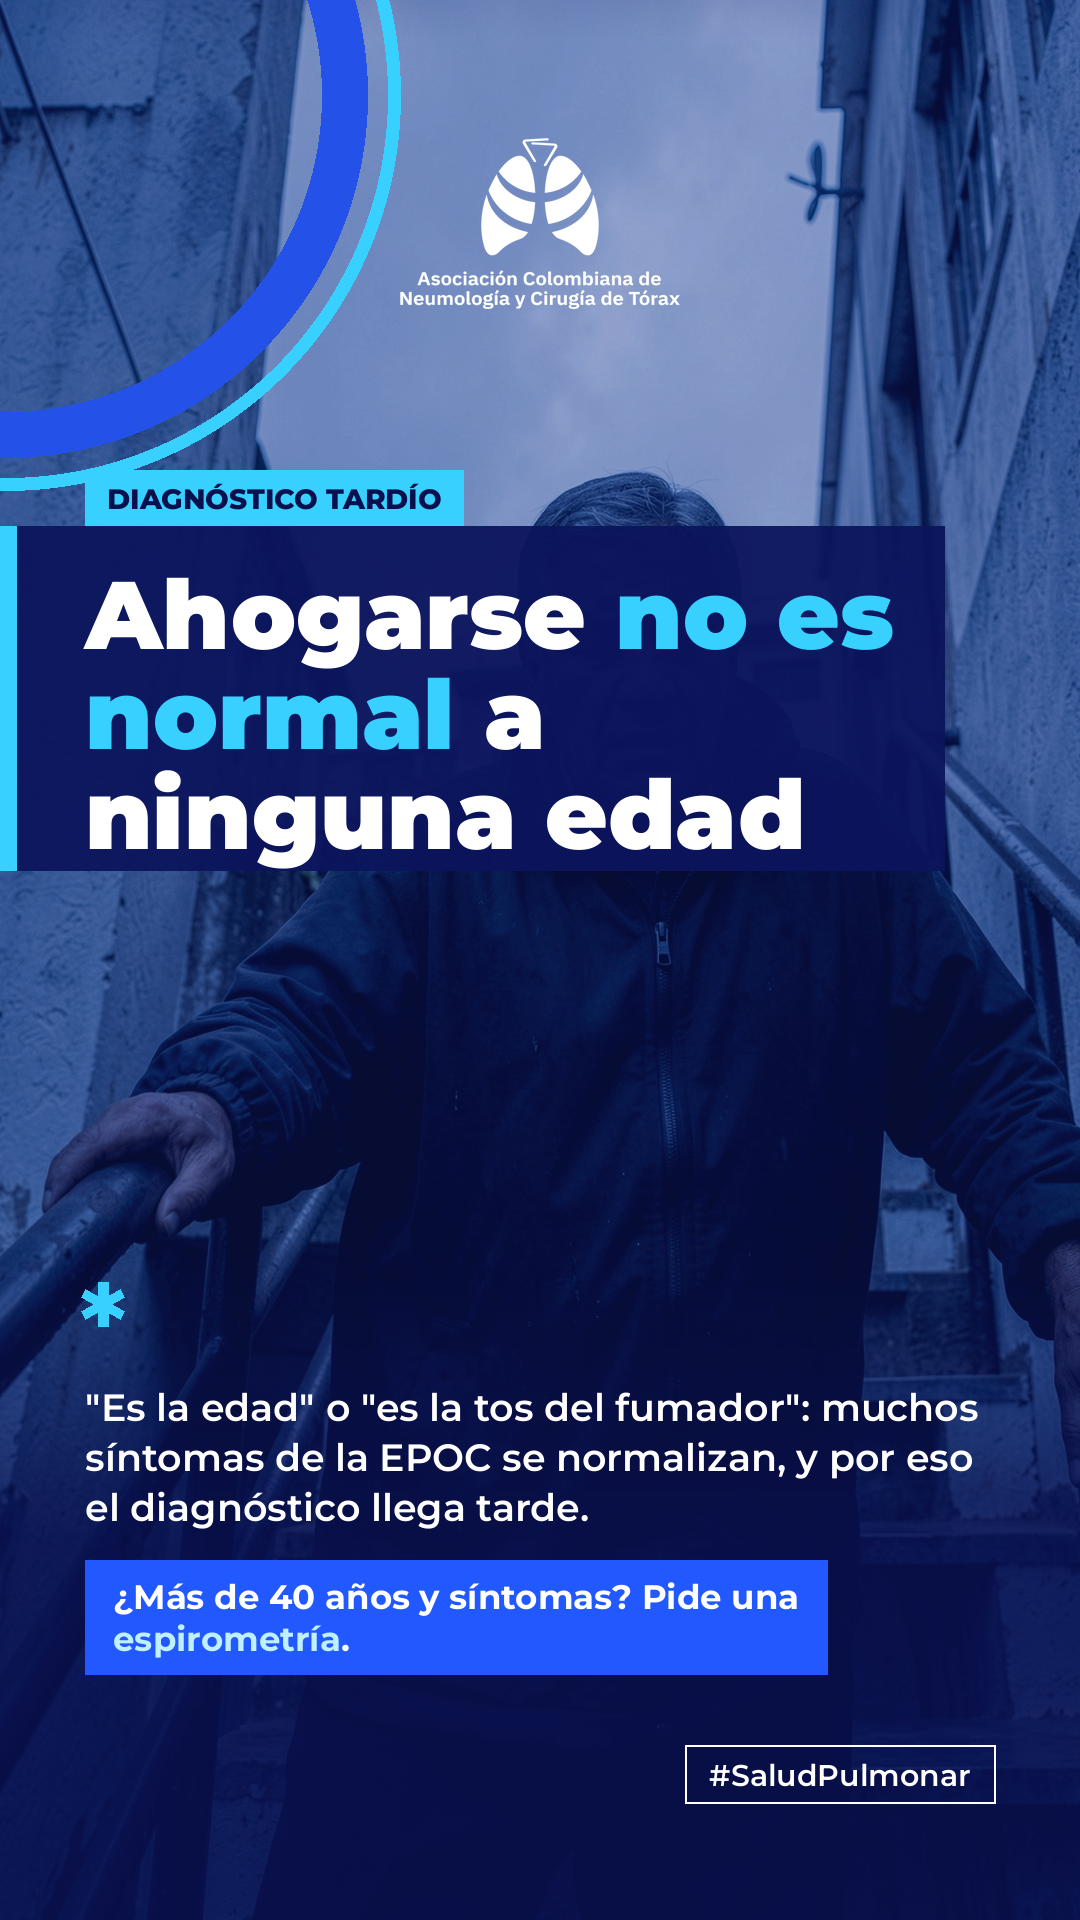 Asociación Colombiana de
Neumología y Cirugía de Tórax
DIAGNÓSTICO TARDÍO
Ahogarse no es
normal a
ninguna edad
"Es la edad" o "es la tos del fumador": muchos
síntomas de la EPOC se normalizan, y por eso
el diagnóstico llega tarde.
¿Más de 40 años y síntomas? Pide una
espirometría.
#SaludPulmonar